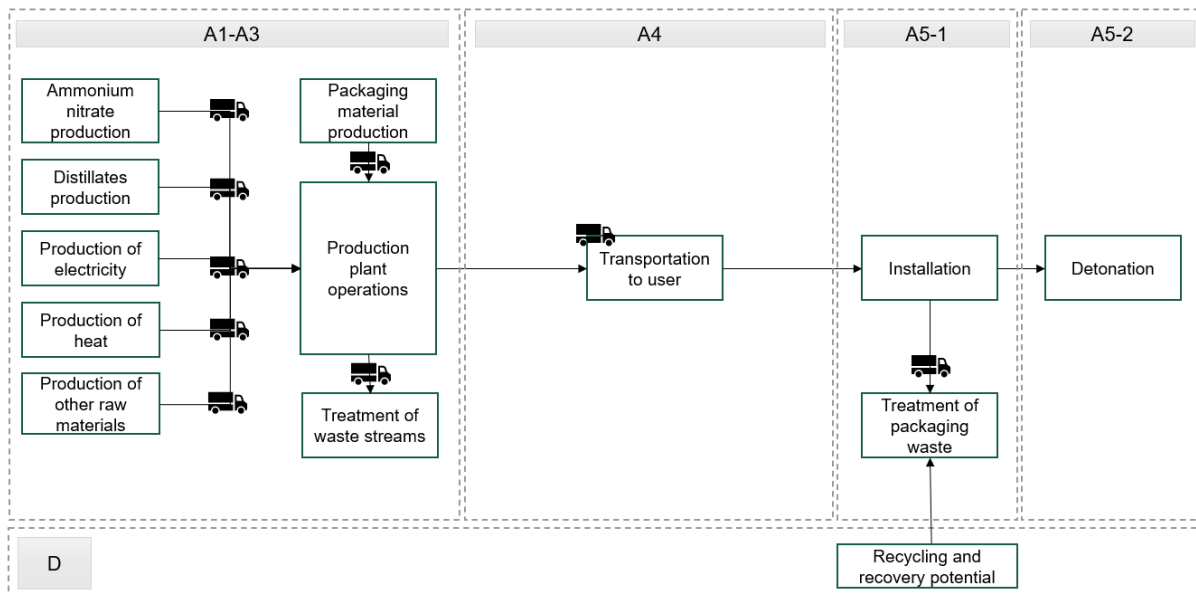 A1-A3
A4
A5-1
A5-2
Ammonium
nitrate
production
Packaging
material
production
Distillates
production
Production of
electricity
Production
plant
operations
Transportation
to user
Installation
Detonation
Production of
heat
Production of
other raw
materials
Treatment of
waste streams
Treatment of
packaging
waste
D
Recycling and
recovery potential